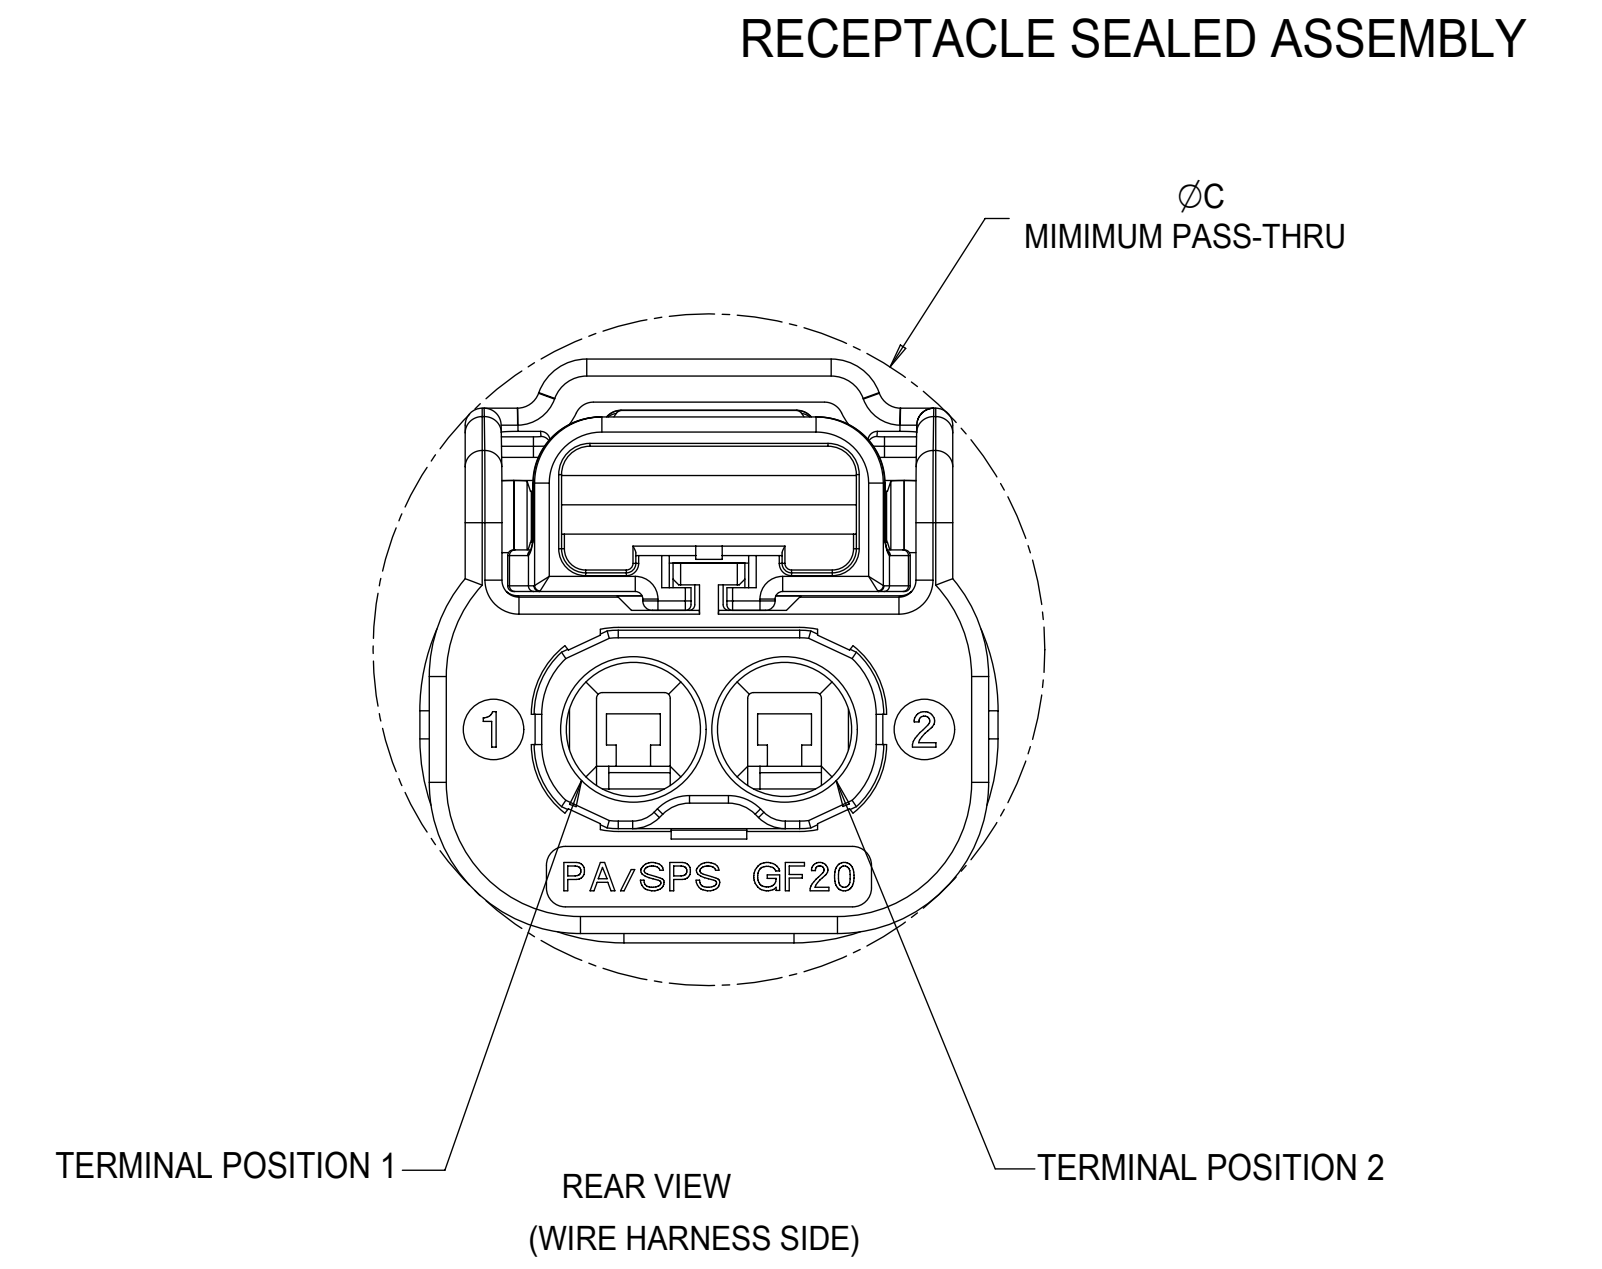 RECEPTACLE SEALED ASSEMBLY
∅C
MIMIMUM PASS-THRU
1
2
PA/SPS GF20
TERMINAL POSITION 1
TERMINAL POSITION 2
REAR VIEW
(WIRE HARNESS SIDE)